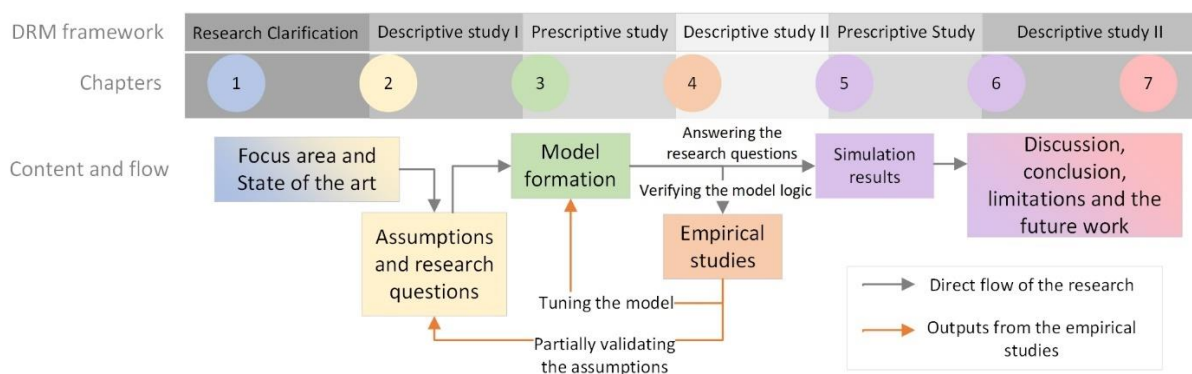 DRM framework
Research Clarification
Descriptive study I
Prescriptive study
Descriptive study II
Prescriptive Study
Descriptive study II
Chapters
1
2
3
4
5
6
7
Content and flow
Focus area and
State of the art
Assumptions
and research
questions
Model
formation
Answering the
research questions
Verifying the model logic
Empirical
studies
Simulation
results
Discussion,
conclusion,
limitations and the
future work
Tuning the model
Partially validating
the assumptions
Direct flow of the research
Outputs from the empirical
studies